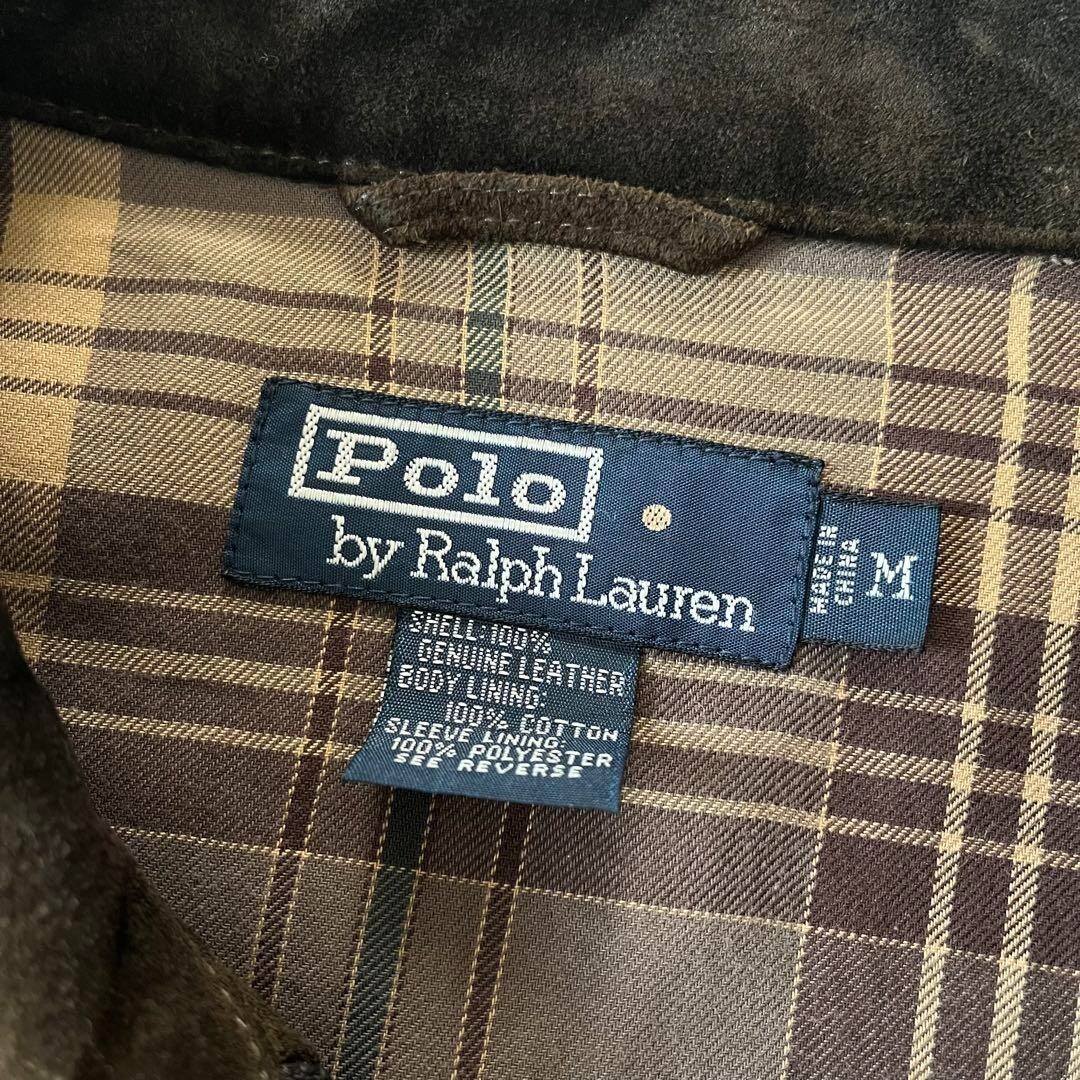 Polo
by Ralph Lauren
MADE IN
CHINA
M
SHELL:100%
GENUINE LEATHER
BODY LINING:
100% COTTON
SLEEVE LINING:
100% POLYESTER
SEE REVERSE